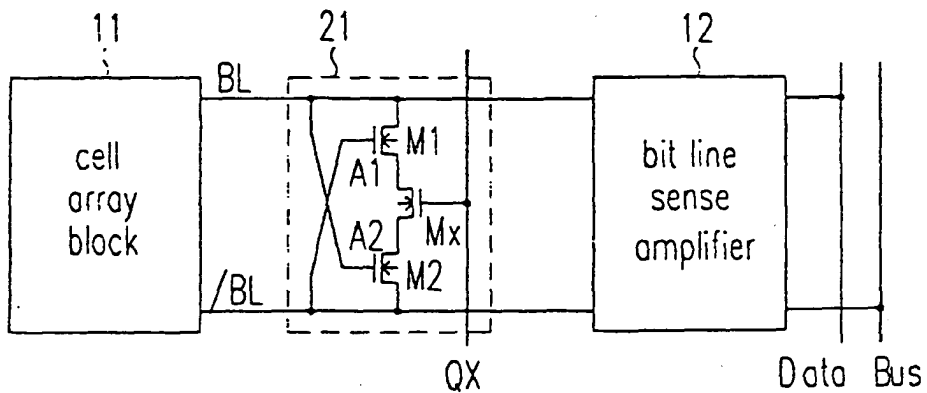 11
21
12
BL
cell
array
block
M1
A1
A2
Mx
M2
/BL
bit line
sense
amplifier
QX
Data Bus